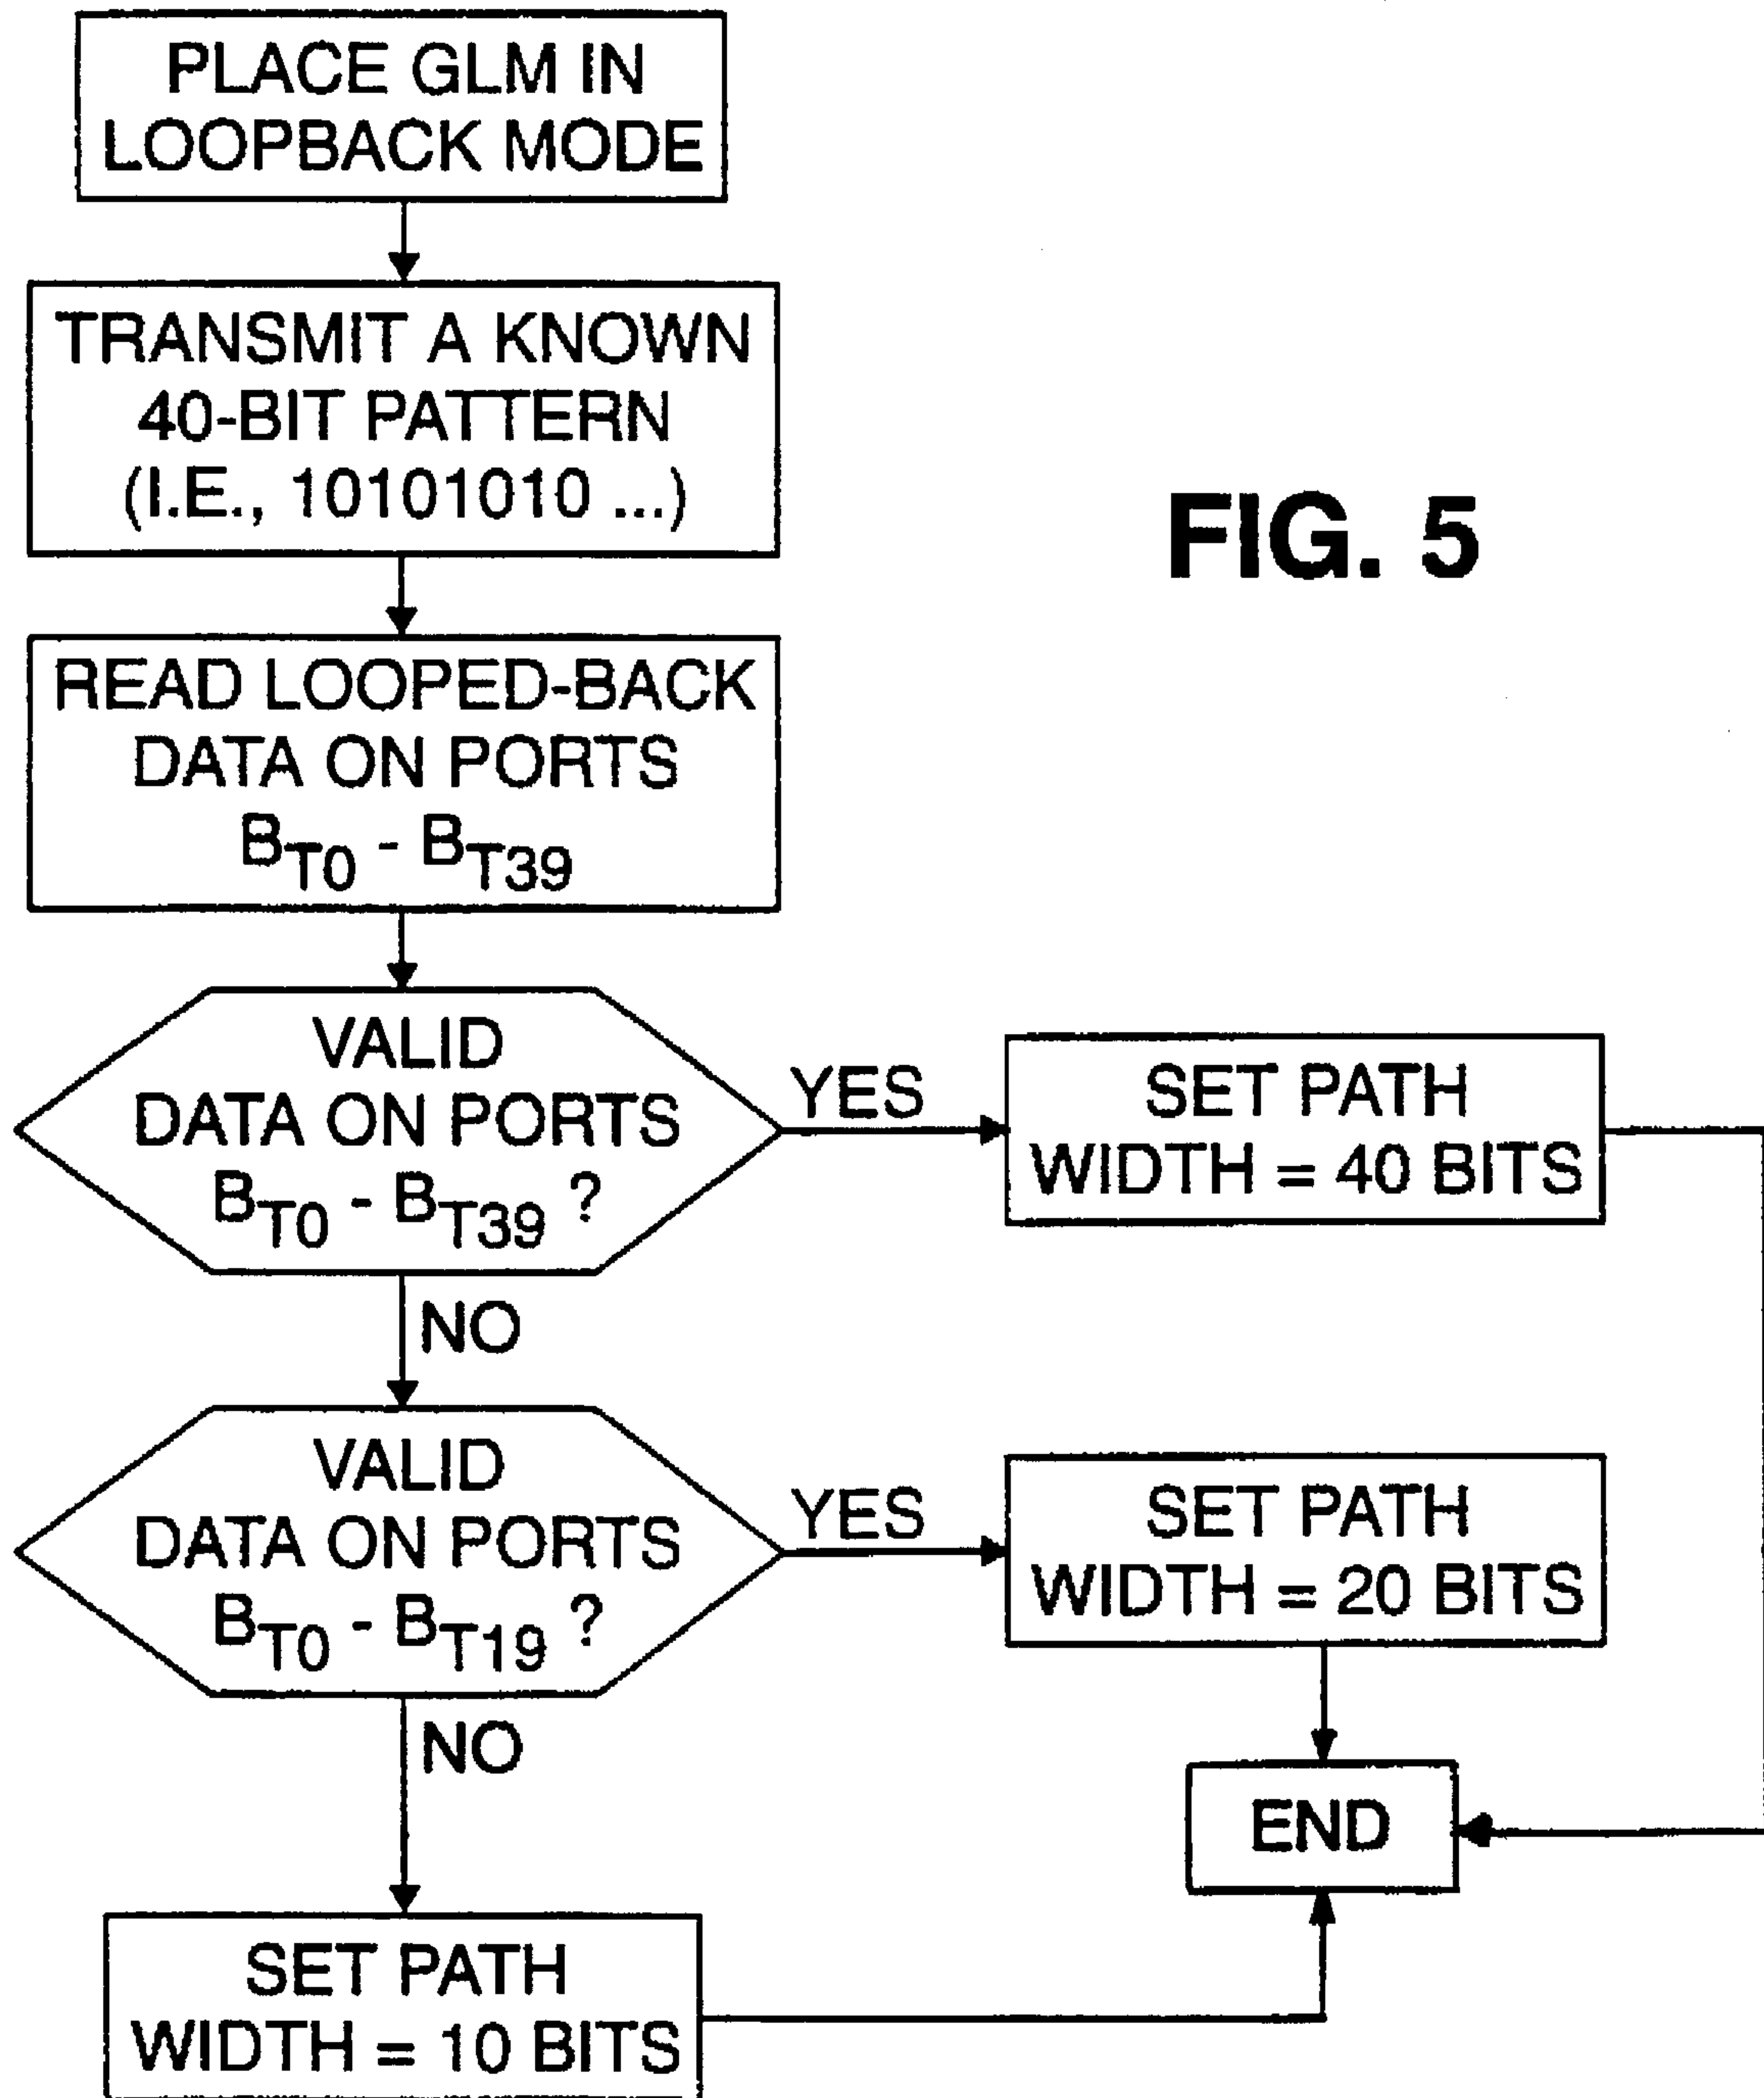 PLACE GLM IN
LOOPBACK MODE
TRANSMIT A KNOWN
40-BIT PATTERN
(I.E., 10101010 ...)
FIG. 5
READ LOOPED-BACK
DATA ON PORTS
BT0 - BT39
VALID
DATA ON PORTS
BT0 - BT39 ?
YES
SET PATH
WIDTH = 40 BITS
NO
VALID
DATA ON PORTS
BT0 - BT19 ?
YES
SET PATH
WIDTH = 20 BITS
NO
END
SET PATH
WIDTH = 10 BITS